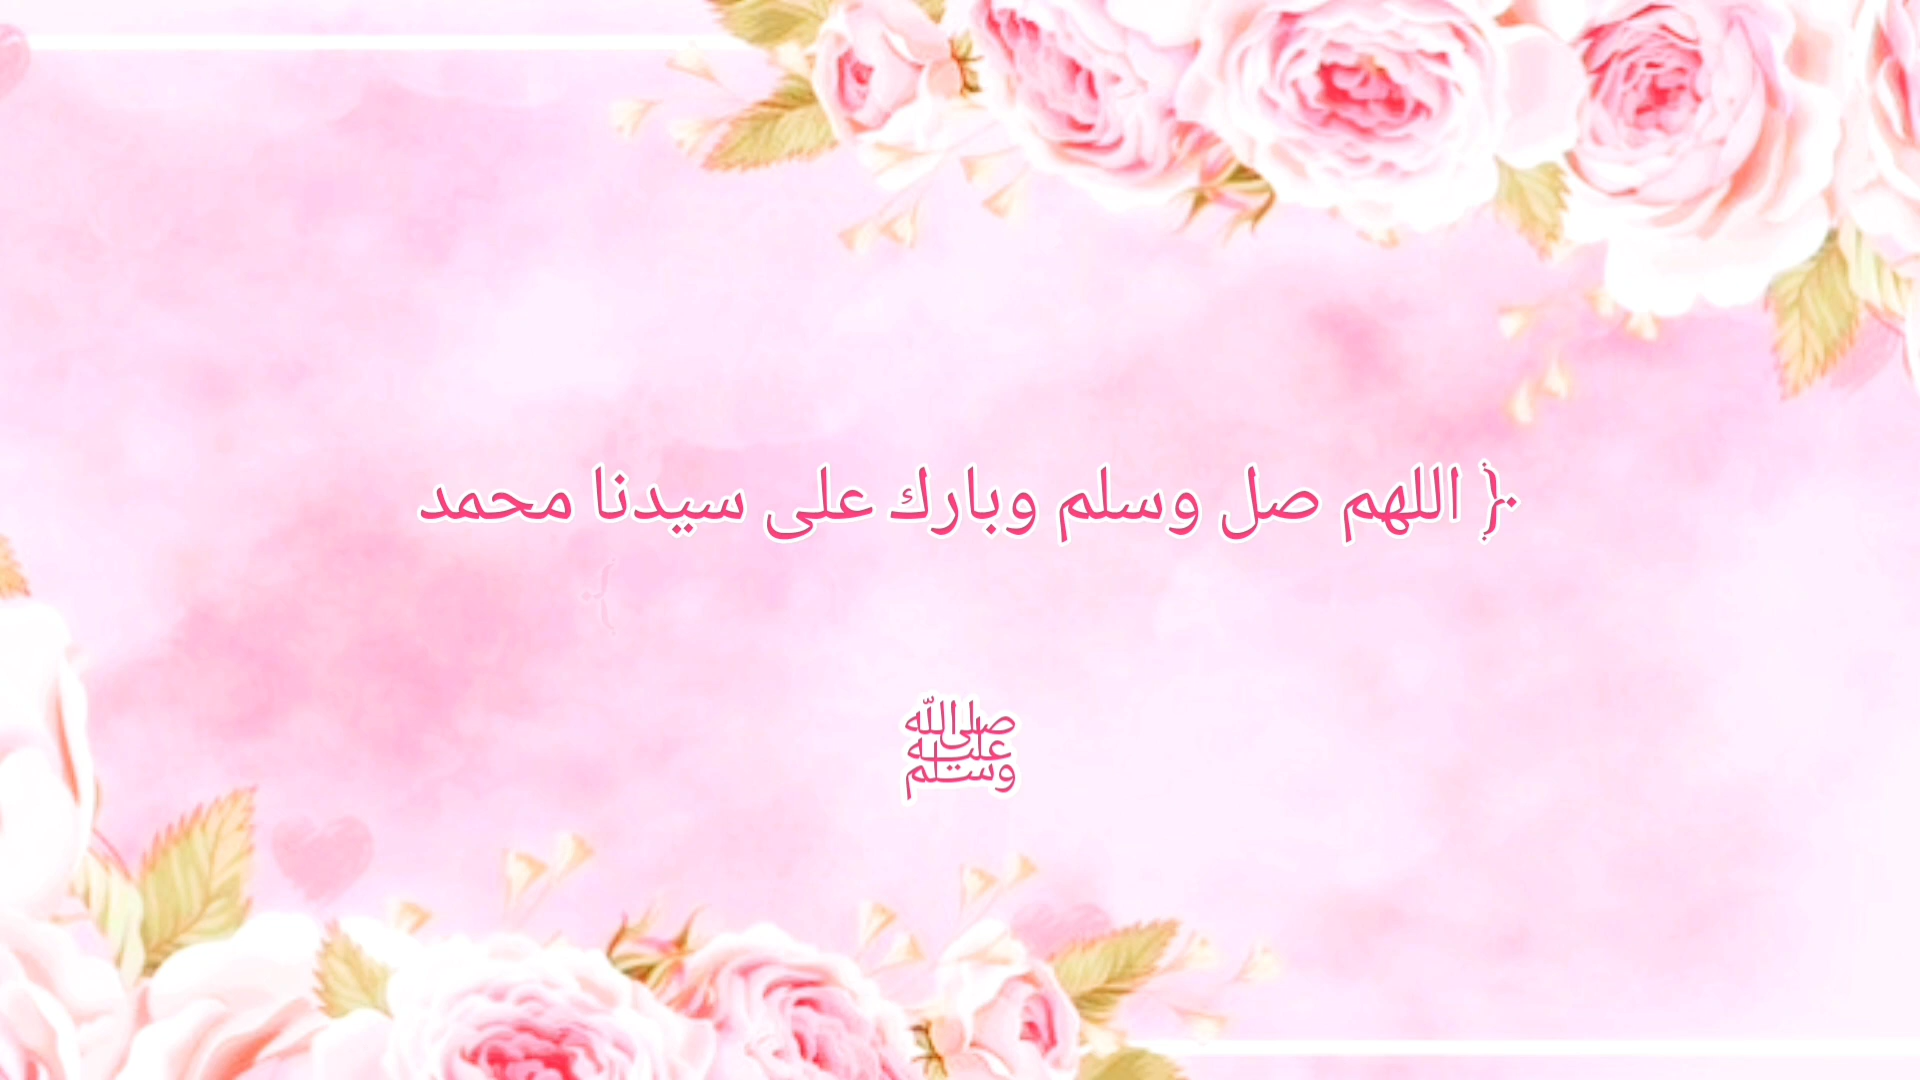 ﴿ اللهم صل وسلم وبارك على سيدنا محمد
﴾
ﷺ